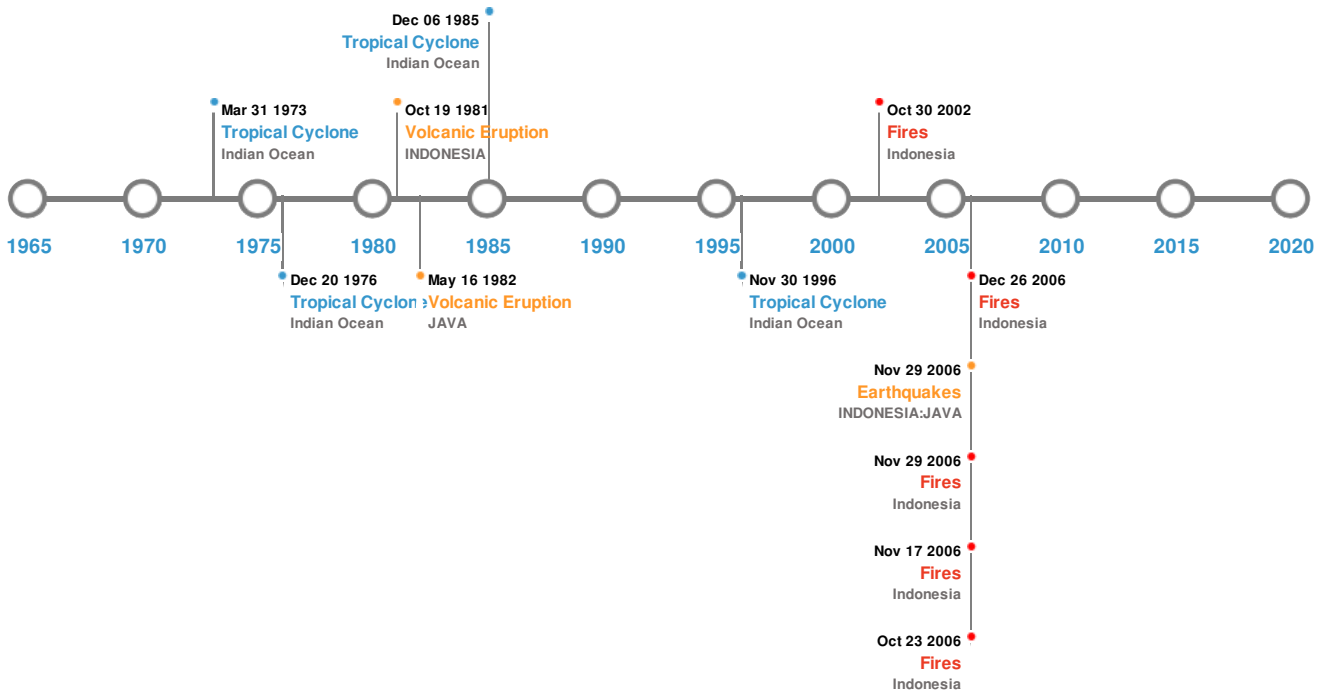 Dec 06 1985
Tropical Cyclone
Indian Ocean
Mar 31 1973
Tropical Cyclone
Indian Ocean
Oct 19 1981
Volcanic Eruption
INDONESIA
Oct 30 2002
Fires
Indonesia
1965 1970 1975 1980 1985 1990 1995 2000 2005 2010 2015 2020
Dec 20 1976
Tropical Cyclone
Indian Ocean
May 16 1982
Volcanic Eruption
JAVA
Nov 30 1996
Tropical Cyclone
Indian Ocean
Dec 26 2006
Fires
Indonesia
Nov 29 2006
Earthquakes
INDONESIA:JAVA
Nov 29 2006
Fires
Indonesia
Nov 17 2006
Fires
Indonesia
Oct 23 2006
Fires
Indonesia